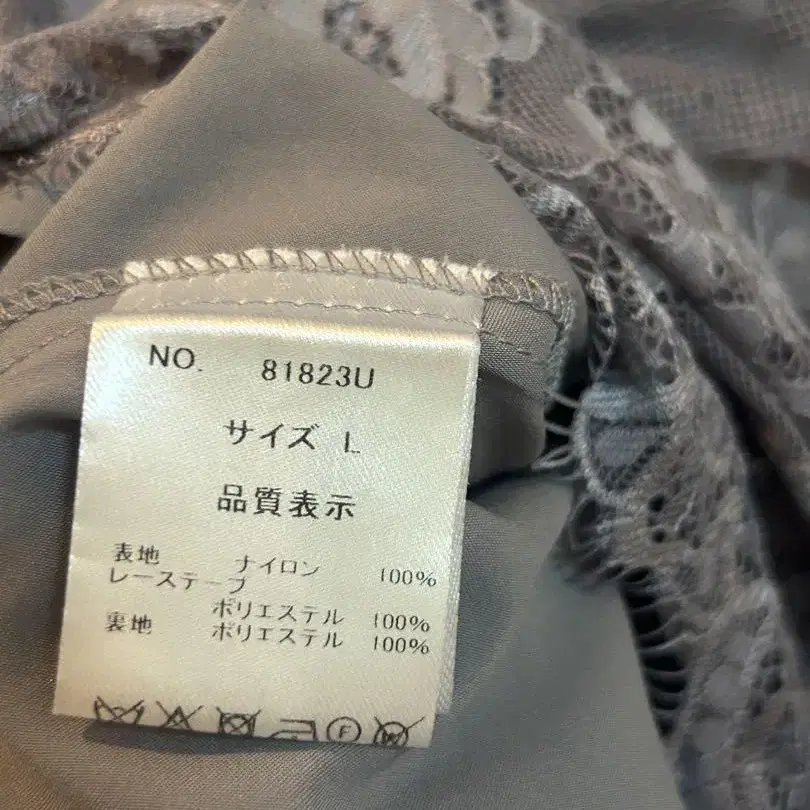 NO. 81823U
サイズ L
品質表示
表地 ナイロン 100%
レーステープ
ポリエステル 100%
裏地 ポリエステル 100%
F W